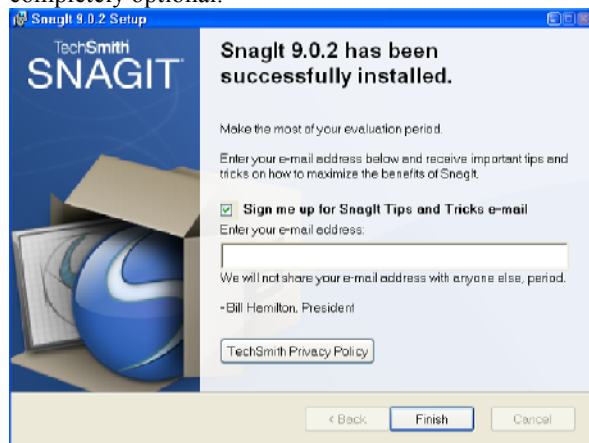 completely optional.
SnagIt 9.0.2 Setup
TechSmith
SNAGIT
SnagIt 9.0.2 has been
successfully installed.
Make the most of your evaluation period.
Enter your e-mail address below and receive important tips and
tricks on how to maximize the benefits of SnagIt.
Sign me up for SnagIt Tips and Tricks e-mail
Enter your e-mail address:
We will not share your e-mail address with anyone else, period.
-Bill Hamilton, President
TechSmith Privacy Policy
< Back
Finish
Cancel